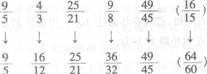 9/5 4/3 25/21 9/8 49/45 (16/15)
↓ ↓ ↓ ↓ ↓ ↓
9/5 16/12 25/21 36/32 49/45 (64/60)